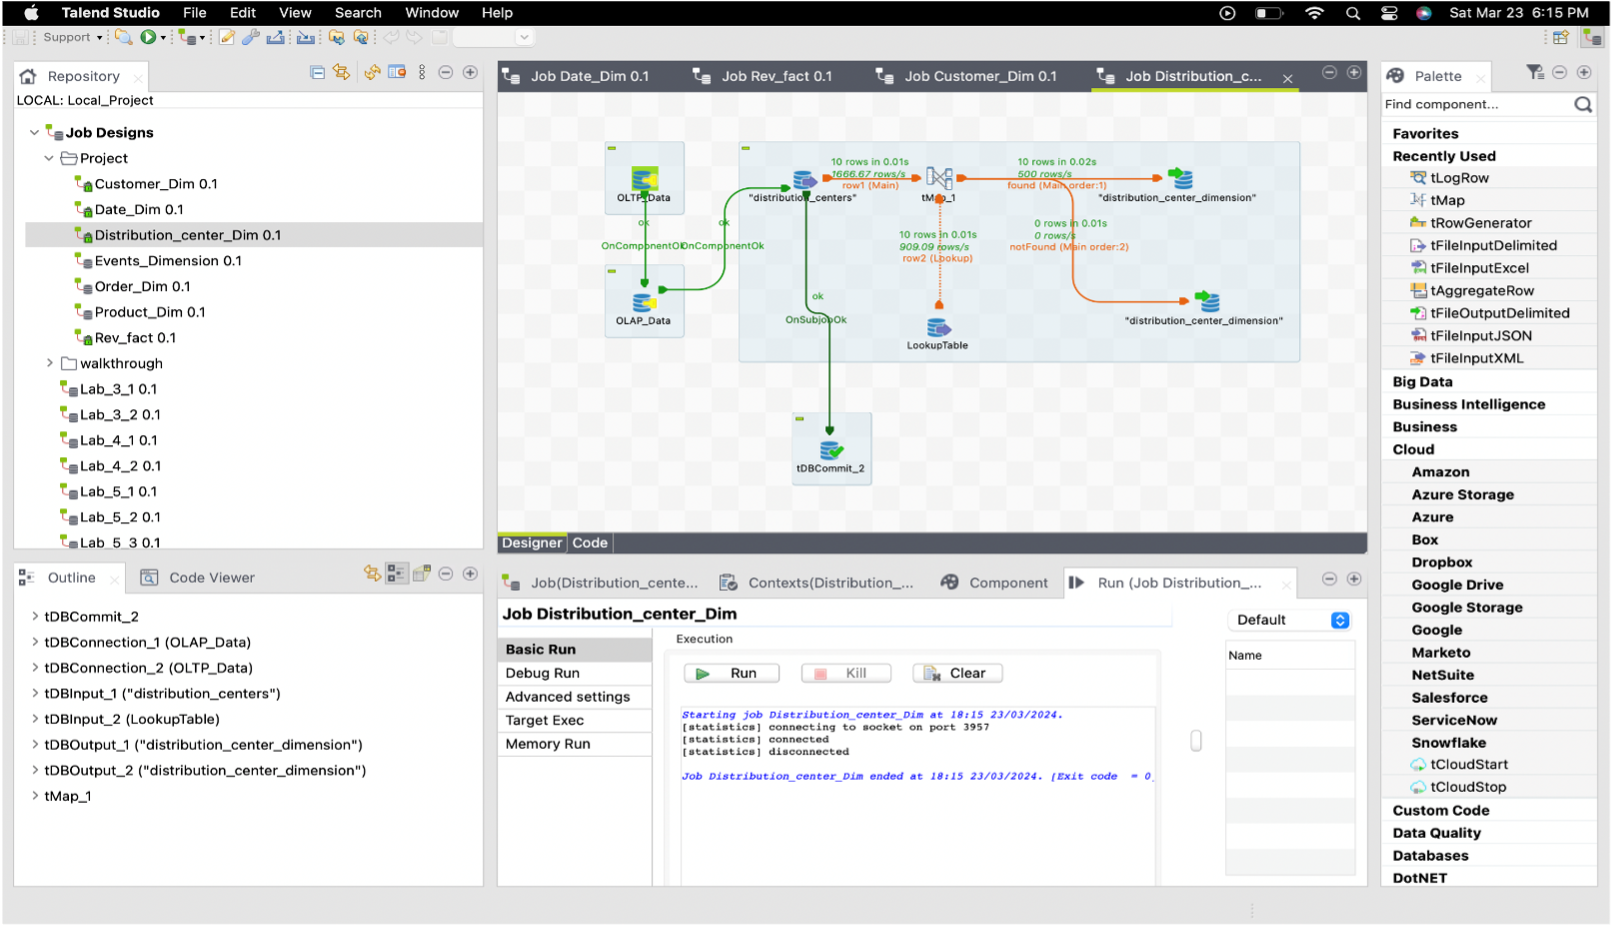 Talend Studio File Edit View Search Window Help Sat Mar 23 6:15 PM
Support
Repository
LOCAL: Local_Project
Job Designs
Project
Customer_Dim 0.1
Date_Dim 0.1
Distribution_center_Dim 0.1
Events_Dimension 0.1
Order_Dim 0.1
Product_Dim 0.1
Rev_fact 0.1
walkthrough
Lab_3_1 0.1
Lab_3_2 0.1
Lab_4_1 0.1
Lab_4_2 0.1
Lab_5_1 0.1
Lab_5_2 0.1
Lab_5_3 0.1
Outline Code Viewer
tDBCommit_2
tDBConnection_1 (OLAP_Data)
tDBConnection_2 (OLTP_Data)
tDBInput_1 ("distribution_centers")
tDBInput_2 (LookupTable)
tDBOutput_1 ("distribution_center_dimension")
tDBOutput_2 ("distribution_center_dimension")
tMap_1
Job Date_Dim 0.1 Job Rev_fact 0.1 Job Customer_Dim 0.1 Job Distribution_c...
10 rows in 0.01s
1666.67 rows/s
row1 (Main)
10 rows in 0.02s
500 rows/s
found (Main order:1)
OLTP_Data
"distribution_centers"
tMap_1
"distribution_center_dimension"
ok
ok
OnComponentOk
OnComponentOk
10 rows in 0.01s
909.09 rows/s
row2 (Lookup)
0 rows in 0.01s
0 rows/s
notFound (Main order:2)
ok
OnSubjobOk
OLAP_Data
LookupTable
"distribution_center_dimension"
tDBCommit_2
Designer Code
Job(Distribution_cente... Contexts(Distribution_... Component Run (Job Distribution_...
Job Distribution_center_Dim
Basic Run
Debug Run
Advanced settings
Target Exec
Memory Run
Execution
Run Kill Clear
Starting job Distribution_center_Dim at 18:15 23/03/2024.
[statistics] connecting to socket on port 3957
[statistics] connected
[statistics] disconnected
Job Distribution_center_Dim ended at 18:15 23/03/2024. [Exit code = 0
Default
Name
Palette
Find component...
Favorites
Recently Used
tLogRow
tMap
tRowGenerator
tFileInputDelimited
tFileInputExcel
tAggregateRow
tFileOutputDelimited
tFileInputJSON
tFileInputXML
Big Data
Business Intelligence
Business
Cloud
Amazon
Azure Storage
Azure
Box
Dropbox
Google Drive
Google Storage
Google
Marketo
NetSuite
Salesforce
ServiceNow
Snowflake
tCloudStart
tCloudStop
Custom Code
Data Quality
Databases
DotNET